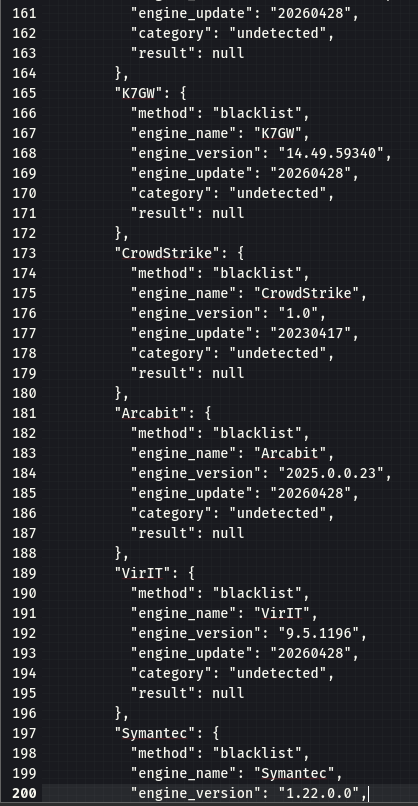 161 "engine_update": "20260428",
162 "category": "undetected",
163 "result": null
164 },
165 "K7GW": {
166 "method": "blacklist",
167 "engine_name": "K7GW",
168 "engine_version": "14.49.59340",
169 "engine_update": "20260428",
170 "category": "undetected",
171 "result": null
172 },
173 "CrowdStrike": {
174 "method": "blacklist",
175 "engine_name": "CrowdStrike",
176 "engine_version": "1.0",
177 "engine_update": "20230417",
178 "category": "undetected",
179 "result": null
180 },
181 "Arcabit": {
182 "method": "blacklist",
183 "engine_name": "Arcabit",
184 "engine_version": "2025.0.0.23",
185 "engine_update": "20260428",
186 "category": "undetected",
187 "result": null
188 },
189 "VirIT": {
190 "method": "blacklist",
191 "engine_name": "VirIT",
192 "engine_version": "9.5.1196",
193 "engine_update": "20260428",
194 "category": "undetected",
195 "result": null
196 },
197 "Symantec": {
198 "method": "blacklist",
199 "engine_name": "Symantec",
200 "engine_version": "1.22.0.0",